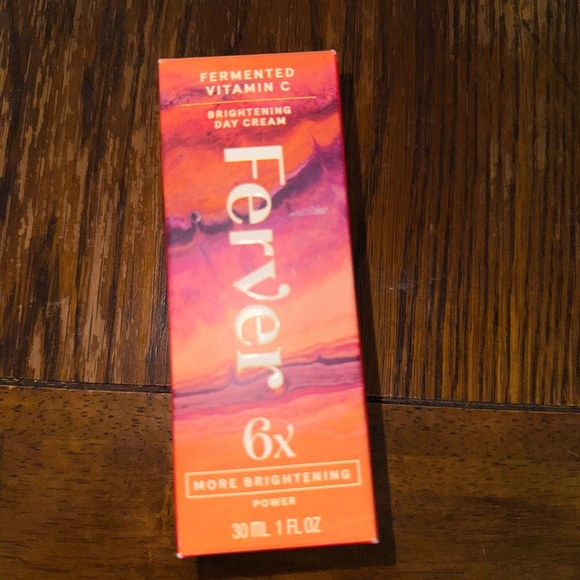 FERMENTED
VITAMIN C
BRIGHTENING
DAY CREAM
Ferver
6x
MORE BRIGHTENING
POWER
30 ML 1 FL OZ